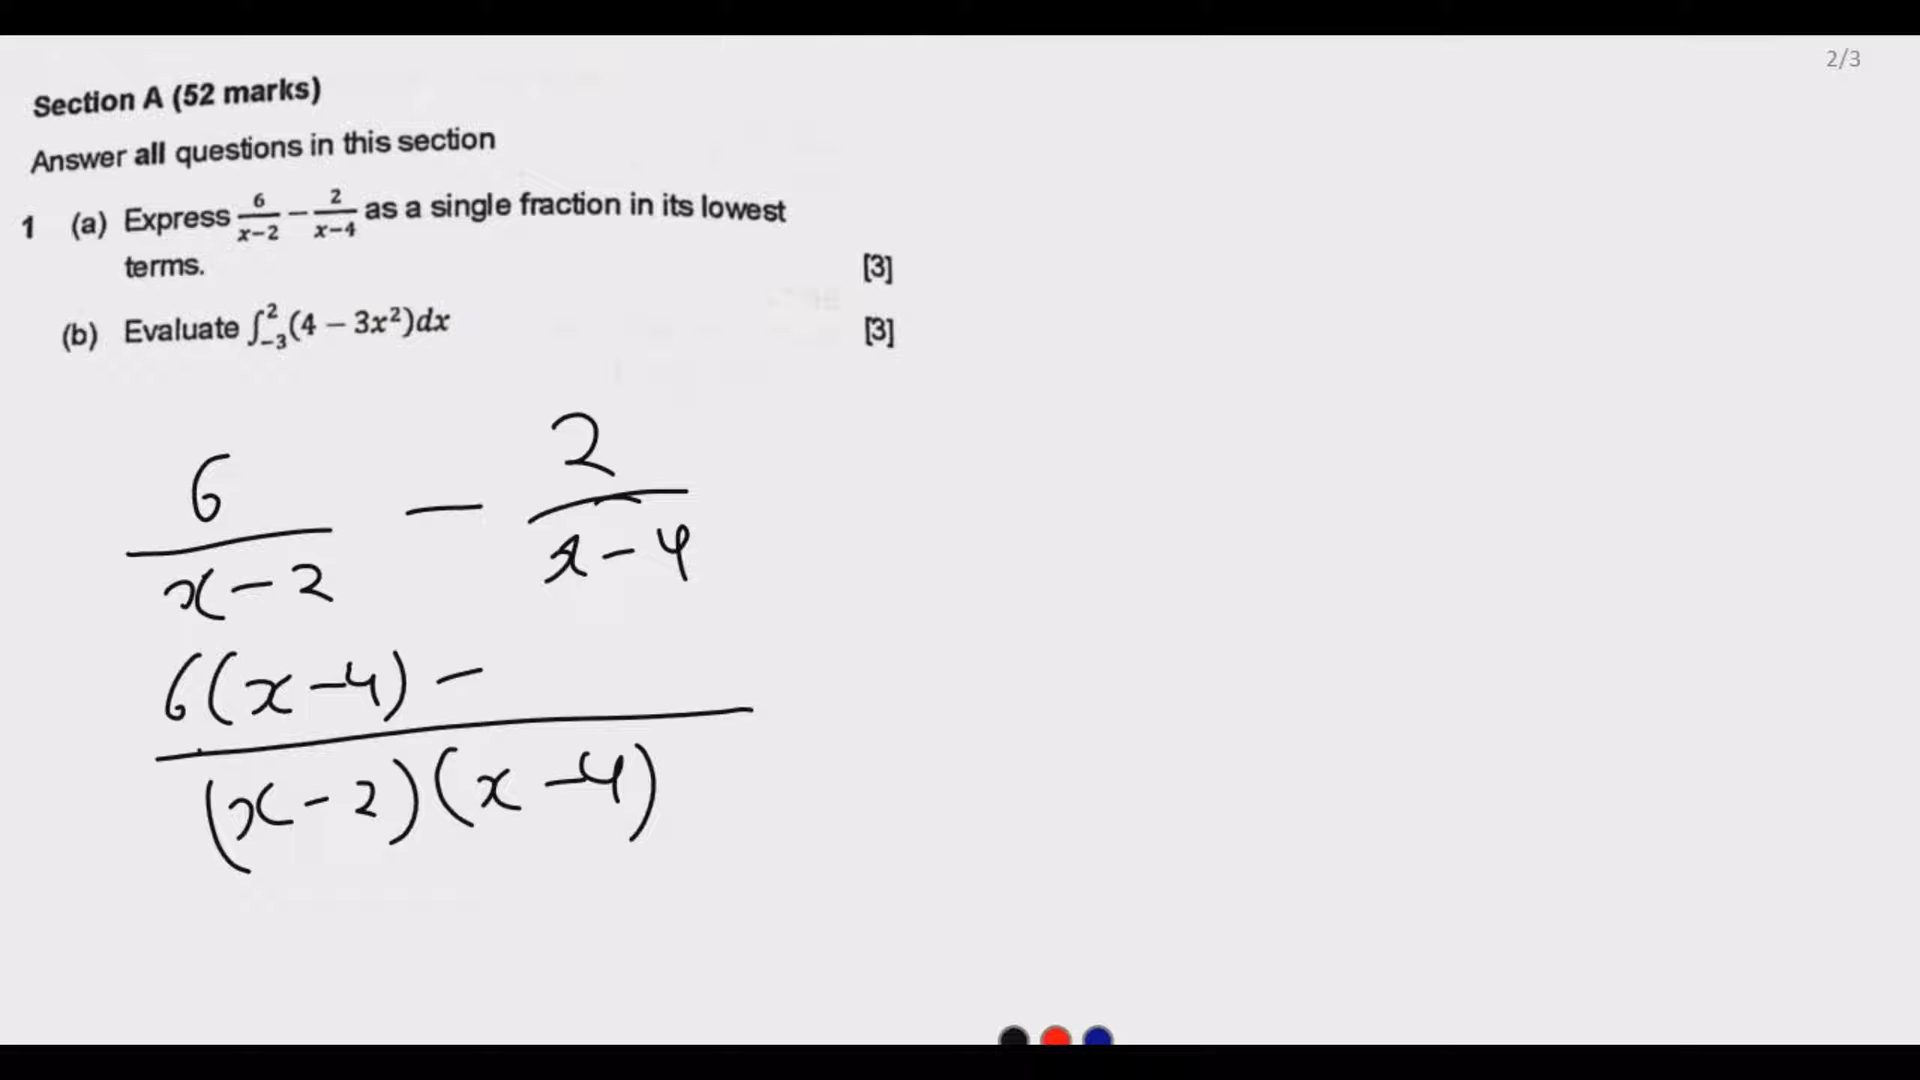 2/3
Section A (52 marks)
Answer all questions in this section
1 (a) Express 6/(x−2) − 2/(x−4) as a single fraction in its lowest
terms. [3]
(b) Evaluate ∫₋₃² (4 − 3x²)dx [3]
6/(x − 2) − 2/(x − 4)
6(x − 4) −
(x − 2)(x − 4)